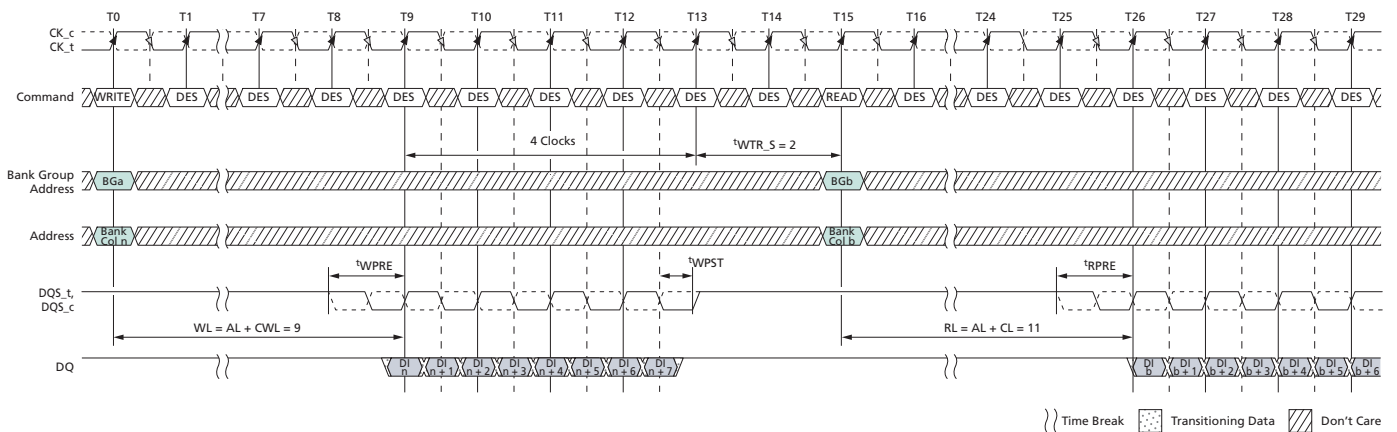 T0 T1 T7 T8 T9 T10 T11 T12 T13 T14 T15 T16 T24 T25 T26 T27 T28 T29
CK_c
CK_t
Command WRITE DES DES DES DES DES DES DES DES DES READ DES DES DES DES DES DES DES
4 Clocks tWTR_S = 2
Bank Group
Address
BGa BGb
Address
Bank
Col n
Bank
Col b
tWPRE tWPST tRPRE
DQS_t,
DQS_c
WL = AL + CWL = 9 RL = AL + CL = 11
DQ
DI
n
DI
n + 1
DI
n + 2
DI
n + 3
DI
n + 4
DI
n + 5
DI
n + 6
DI
n + 7
DI
b
DI
b + 1
DI
b + 2
DI
b + 3
DI
b + 4
DI
b + 5
DI
b + 6
Time Break Transitioning Data Don't Care